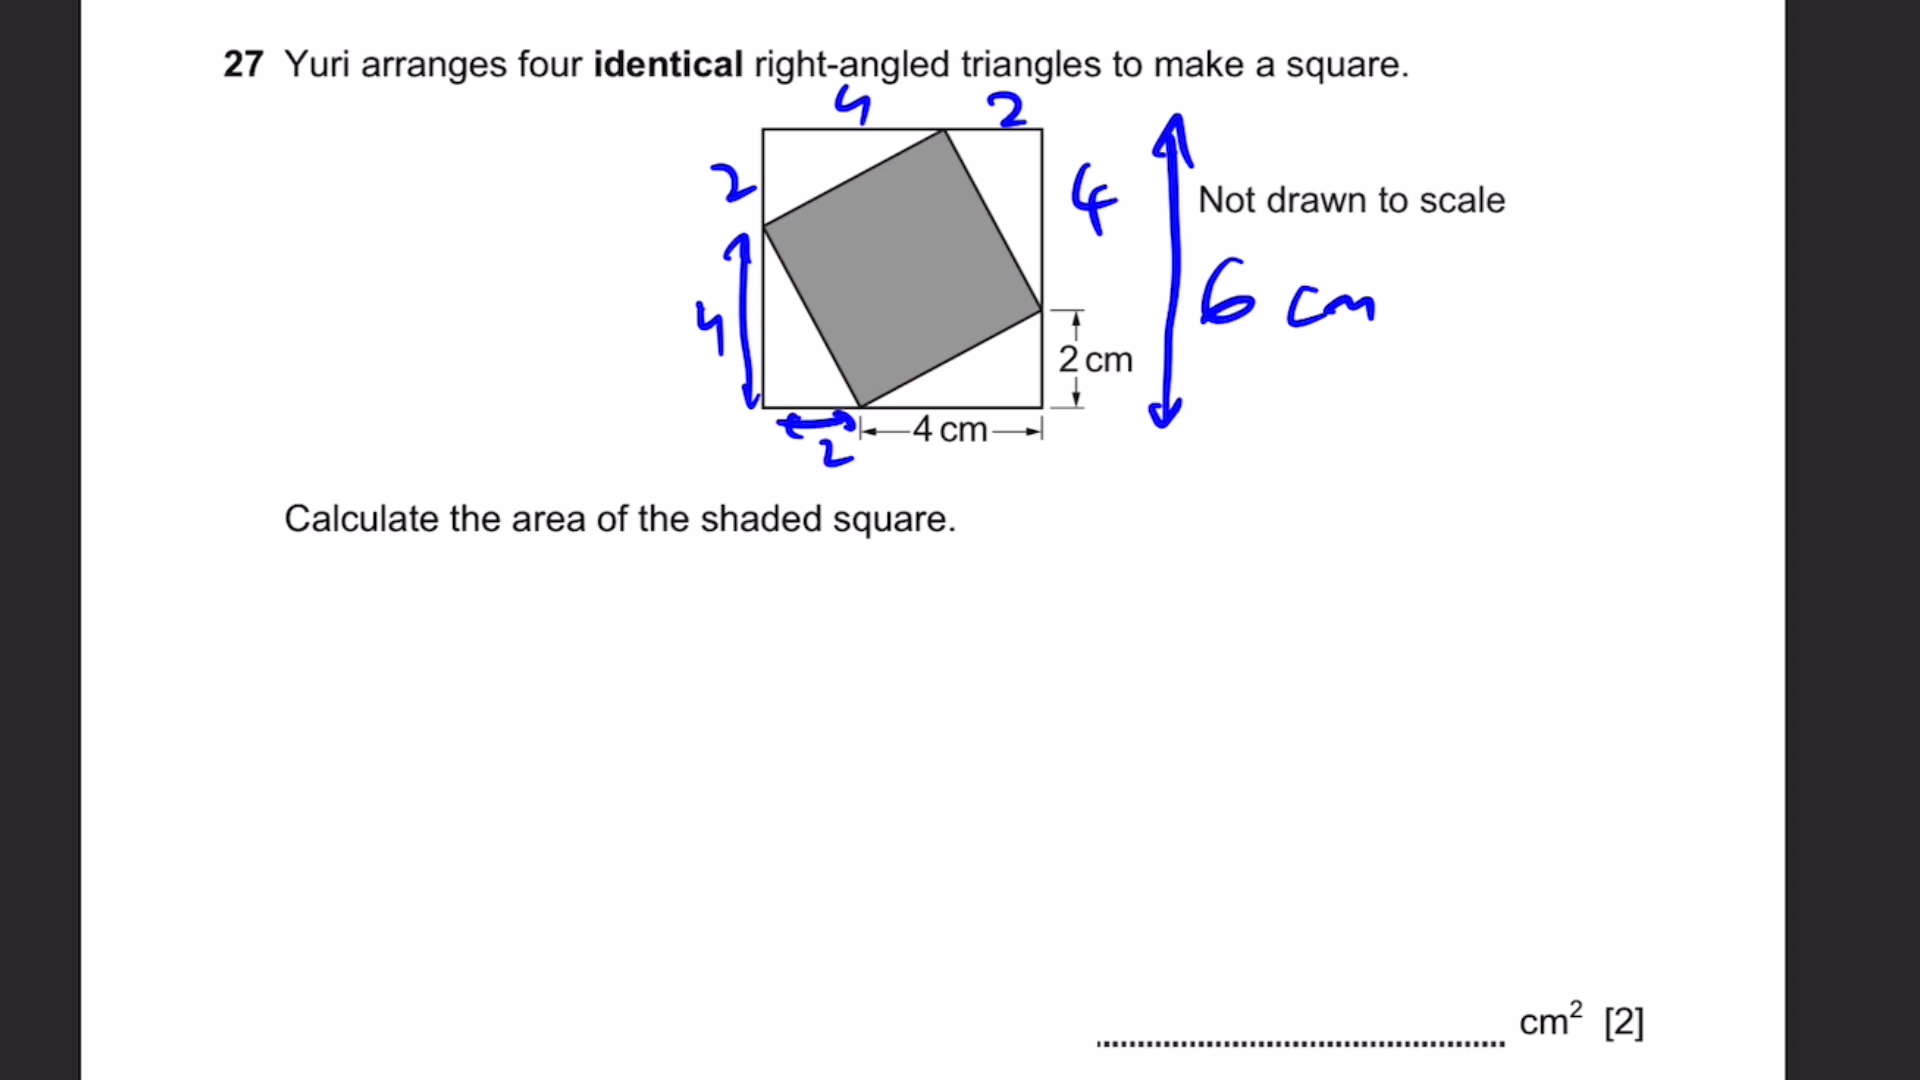 27 Yuri arranges four identical right-angled triangles to make a square.
4 2
2
4
Not drawn to scale
6 cm
4
2 cm
4 cm
2
Calculate the area of the shaded square.
cm² [2]